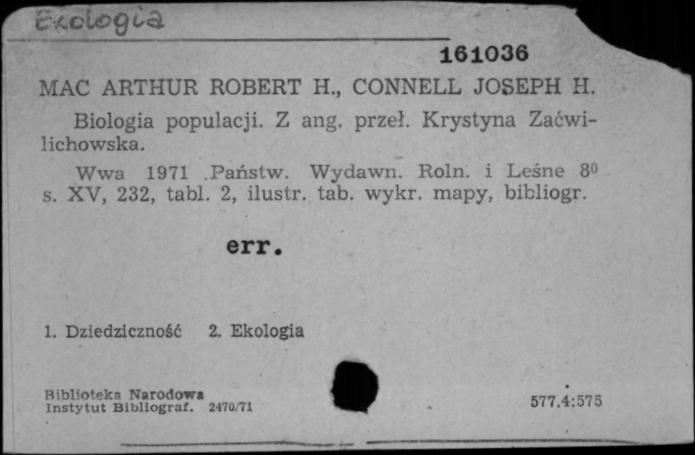 Ekologia
161036
MAC ARTHUR ROBERT H., CONNELL JOSEPH H.
Biologia populacji. Z ang. przeł. Krystyna Zaćwi-
lichowska.
Wwa 1971 .Państw. Wydawn. Roln. i Leśne 8⁰
s. XV, 232, tabl. 2, ilustr. tab. wykr. mapy, bibliogr.
err.
1. Dziedziczność 2. Ekologia
Biblioteka Narodowa
Instytut Bibliograf. 2470/71
577.4:575